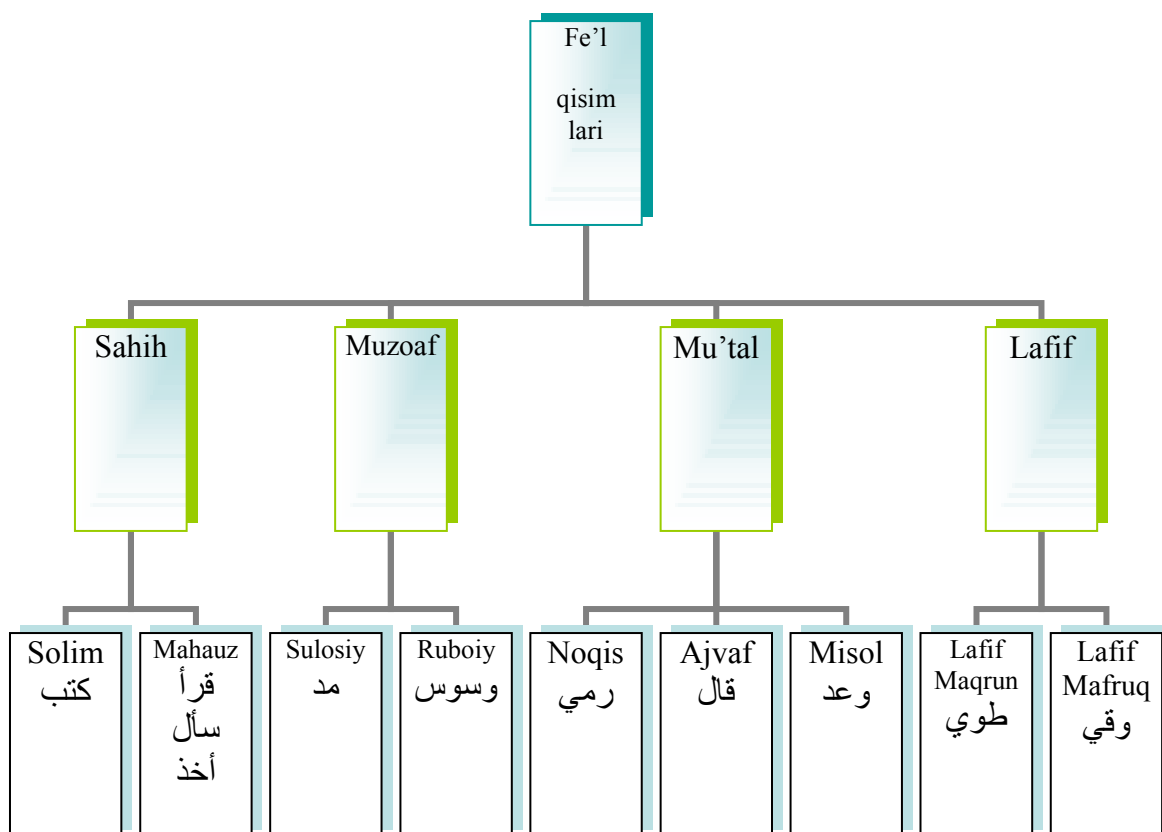 Fe’l
qisim
lari
Sahih
Muzoaf
Mu’tal
Lafif
Solim
كتب
Mahauz
قرأ
سأل
أخذ
Sulosiy
مد
Ruboiy
وسوس
Noqis
رمي
Ajvaf
قال
Misol
وعد
Lafif
Maqrun
طوي
Lafif
Mafruq
وقي